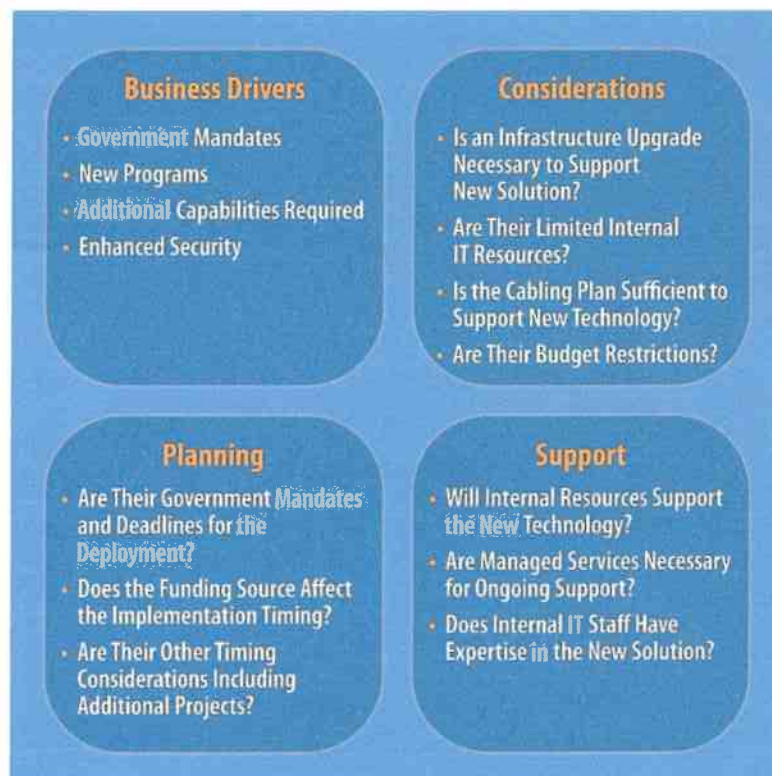 Business Drivers
• Government Mandates
• New Programs
• Additional Capabilities Required
• Enhanced Security
Considerations
• Is an Infrastructure Upgrade
Necessary to Support
New Solution?
• Are Their Limited Internal
IT Resources?
• Is the Cabling Plan Sufficient to
Support New Technology?
• Are Their Budget Restrictions?
Planning
• Are Their Government Mandates
and Deadlines for the
Deployment?
• Does the Funding Source Affect
the Implementation Timing?
• Are Their Other Timing
Considerations Including
Additional Projects?
Support
• Will Internal Resources Support
the New Technology?
• Are Managed Services Necessary
for Ongoing Support?
• Does Internal IT Staff Have
Expertise in the New Solution?